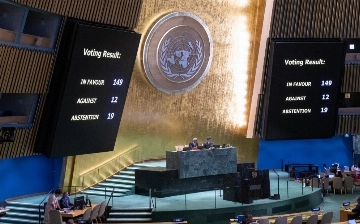 Voting Result:
IN FAVOUR 149
AGAINST 12
ABSTENTION 19
Voting Result:
IN FAVOUR 149
AGAINST 12
ABSTENTION 19